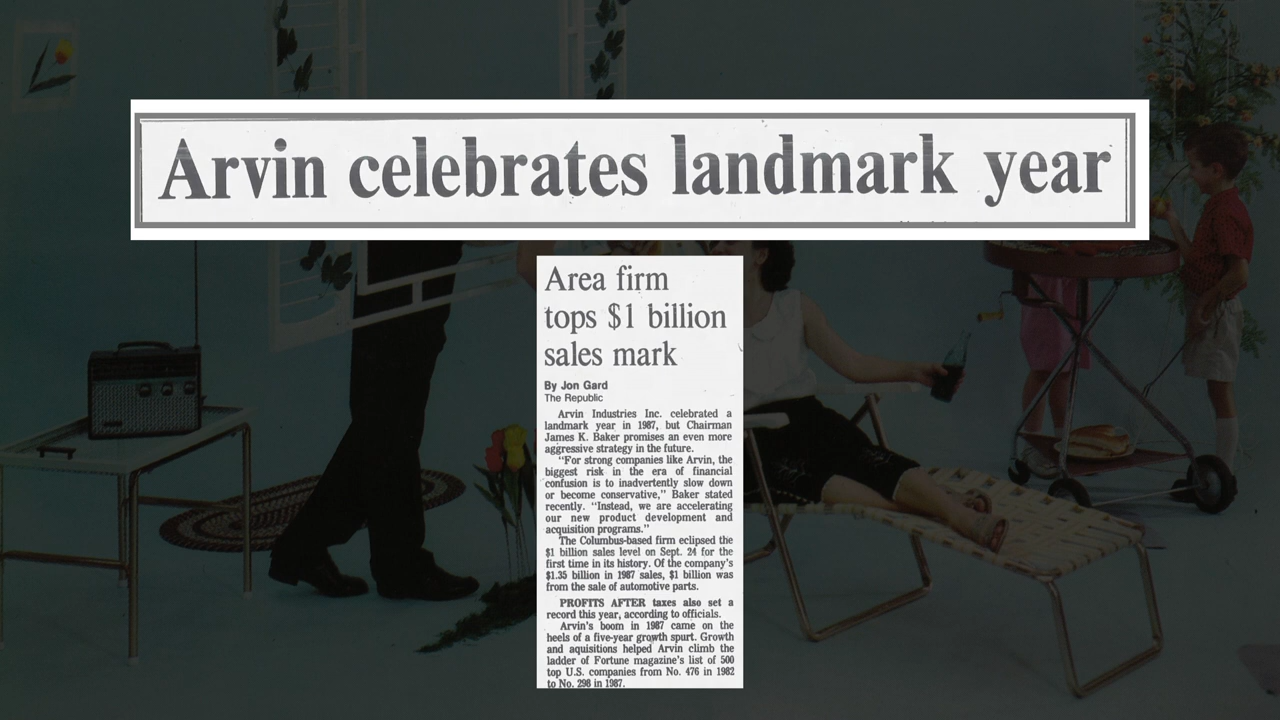 Arvin celebrates landmark year
Area firm
tops $1 billion
sales mark
By Jon Gard
The Republic
Arvin Industries Inc. celebrated a
landmark year in 1987, but Chairman
James K. Baker promises an even more
aggressive strategy in the future.
"For strong companies like Arvin, the
biggest risk in the era of financial
confusion is to inadvertently slow down
or become conservative," Baker stated
recently. "Instead, we are accelerating
our new product development and
acquisition programs."
The Columbus-based firm eclipsed the
$1 billion sales level on Sept. 24 for the
first time in its history. Of the company's
$1.35 billion in 1987 sales, $1 billion was
from the sale of automotive parts.
PROFITS AFTER taxes also set a
record this year, according to officials.
Arvin's boom in 1987 came on the
heels of a five-year growth spurt. Growth
and aquisitions helped Arvin climb the
ladder of Fortune magazine's list of 500
top U.S. companies from No. 476 in 1982
to No. 298 in 1987.